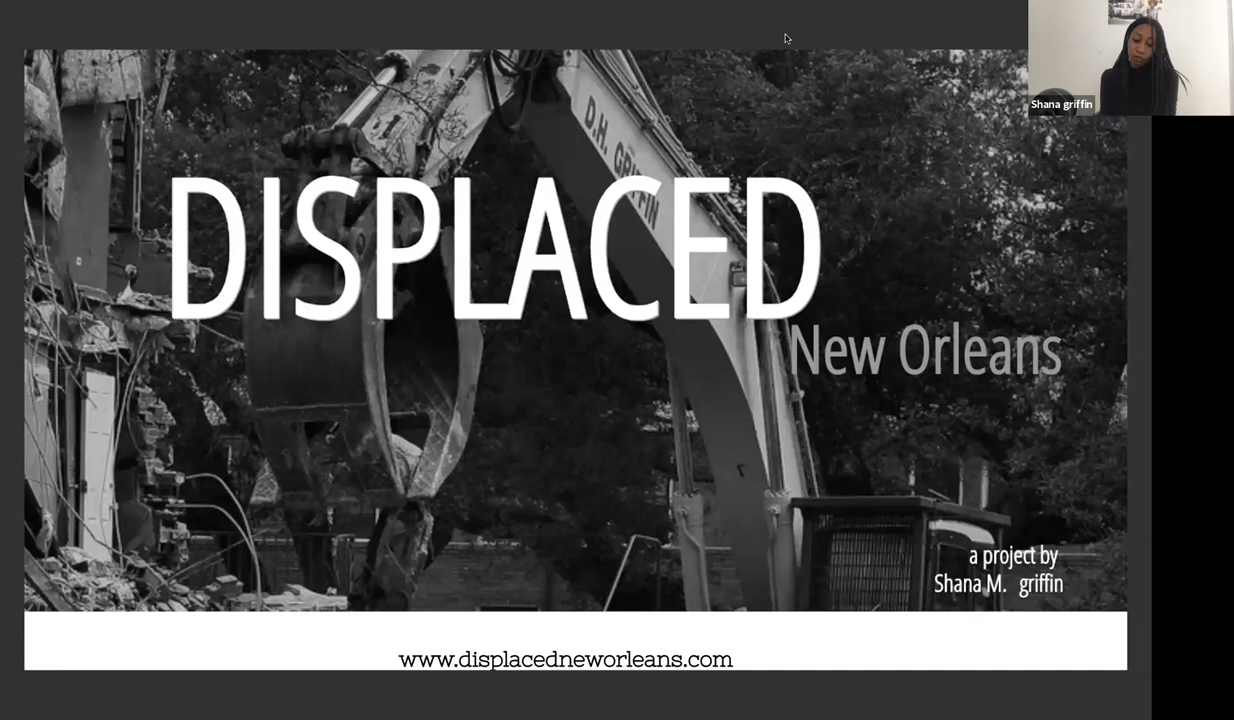 Shana griffin
D.H. GRIFFIN
DISPLACED
New Orleans
a project by
Shana M. griffin
www.displacedneworleans.com